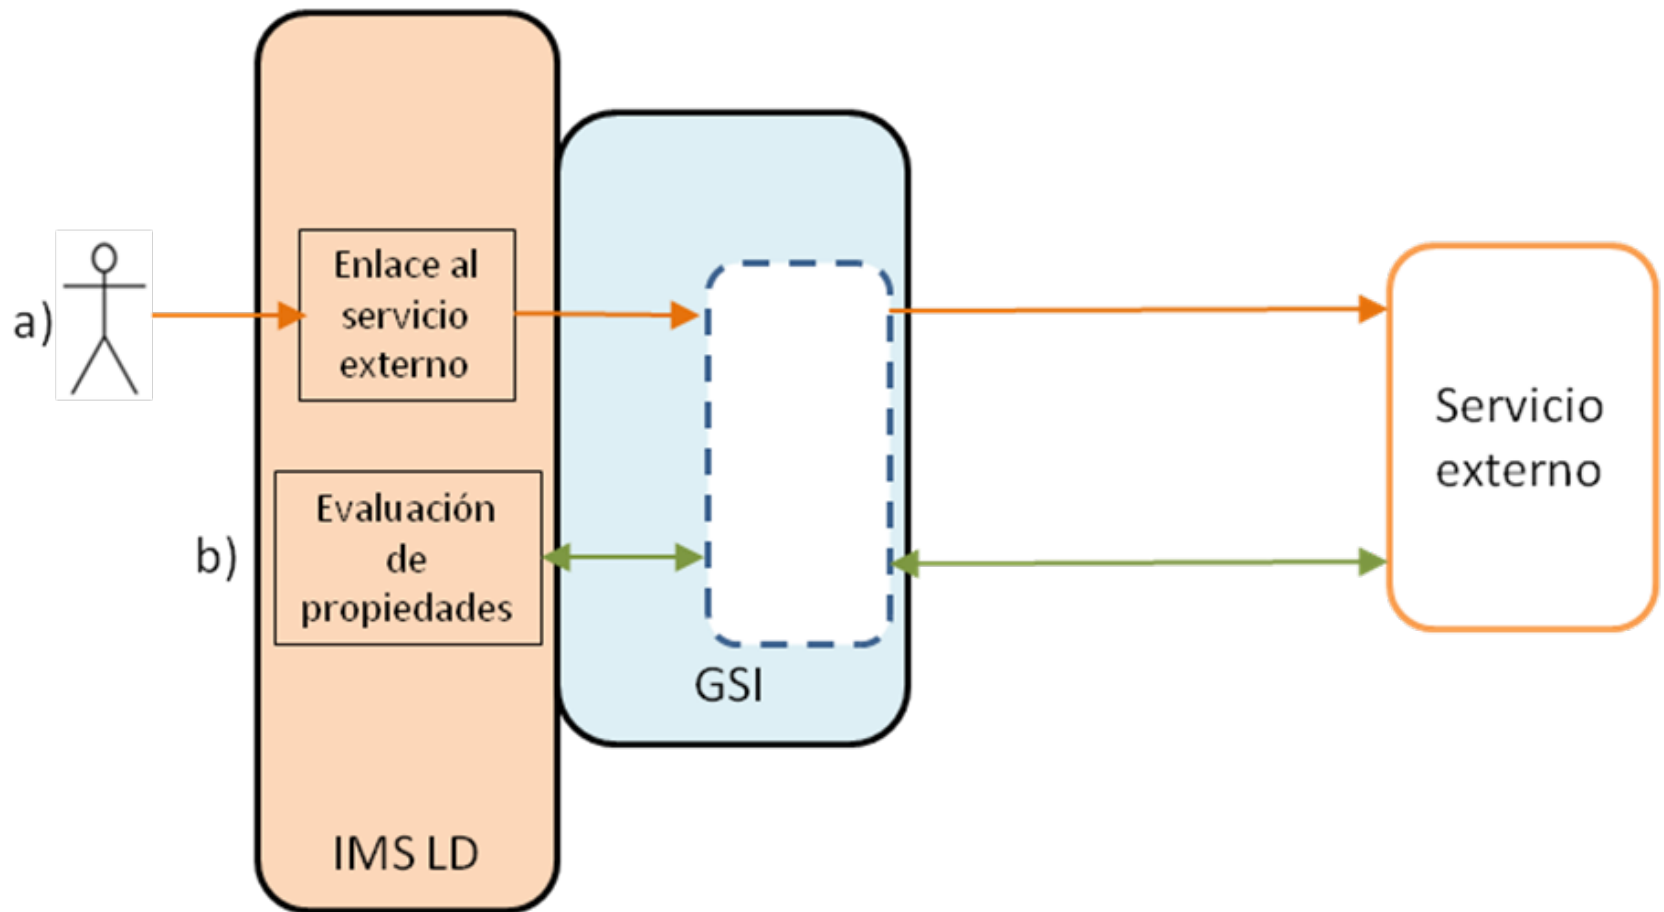 a)
Enlace al
servicio
externo
b)
Evaluación
de
propiedades
IMS LD
GSI
Servicio
externo